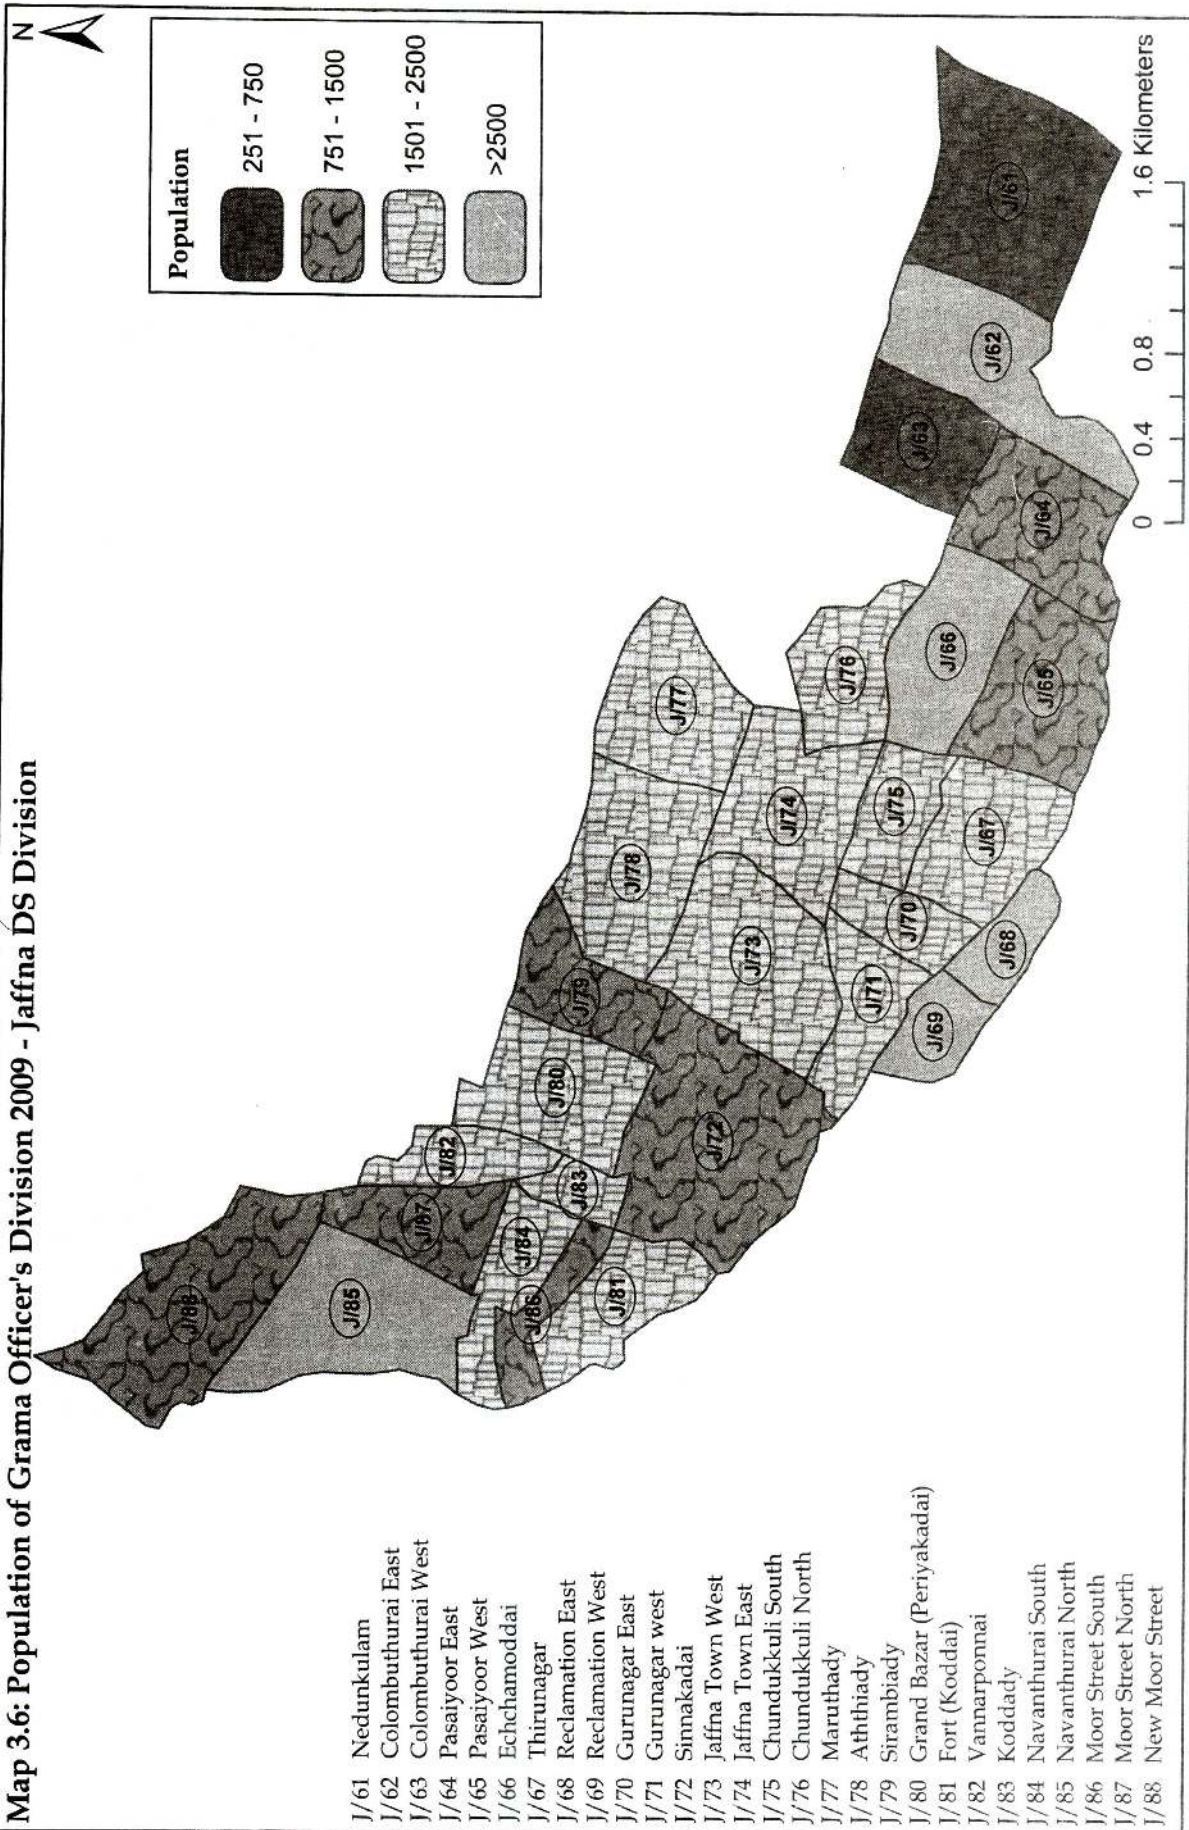 Map 3.6: Population of Grama Officer's Division 2009 - Jaffna DS Division
N
Population
251 - 750
751 - 1500
1501 - 2500
>2500
J/88
J/85
J/87
J/82
J/84
J/86
J/83
J/81
J/80
J/79
J/72
J/78
J/77
J/73
J/74
J/76
J/71
J/70
J/75
J/69
J/68
J/67
J/66
J/65
J/64
J/63
J/62
J/61
0 0.4 0.8 1.6 Kilometers
J/61 Nedunkulam
J/62 Colombuthurai East
J/63 Colombuthurai West
J/64 Pasaiyoor East
J/65 Pasaiyoor West
J/66 Echchamoddai
J/67 Thirunagar
J/68 Reclamation East
J/69 Reclamation West
J/70 Gurunagar East
J/71 Gurunagar west
J/72 Sinnakadai
J/73 Jaffna Town West
J/74 Jaffna Town East
J/75 Chundukkuli South
J/76 Chundukkuli North
J/77 Maruthady
J/78 Aththiady
J/79 Sirambiady
J/80 Grand Bazar (Periyakadai)
J/81 Fort (Koddai)
J/82 Vannarponnai
J/83 Koddady
J/84 Navanthurai South
J/85 Navanthurai North
J/86 Moor Street South
J/87 Moor Street North
J/88 New Moor Street